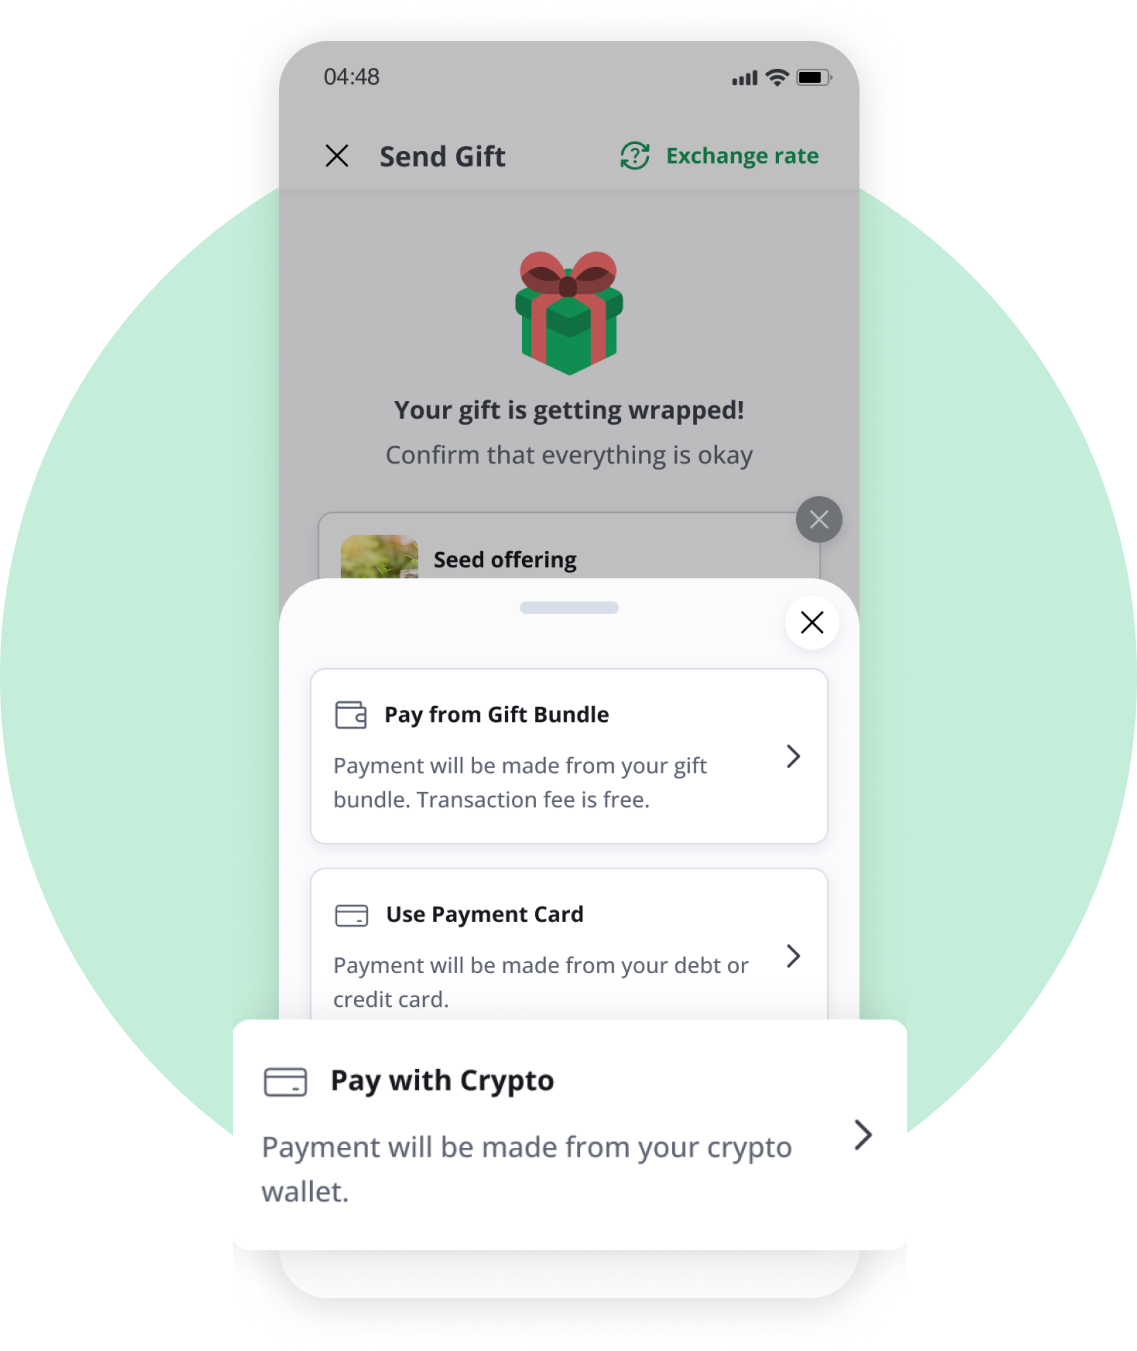 04:48
Send Gift
Exchange rate
Your gift is getting wrapped!
Confirm that everything is okay
Seed offering
Pay from Gift Bundle
Payment will be made from your gift
bundle. Transaction fee is free.
Use Payment Card
Payment will be made from your debt or
credit card.
Pay with Crypto
Payment will be made from your crypto
wallet.